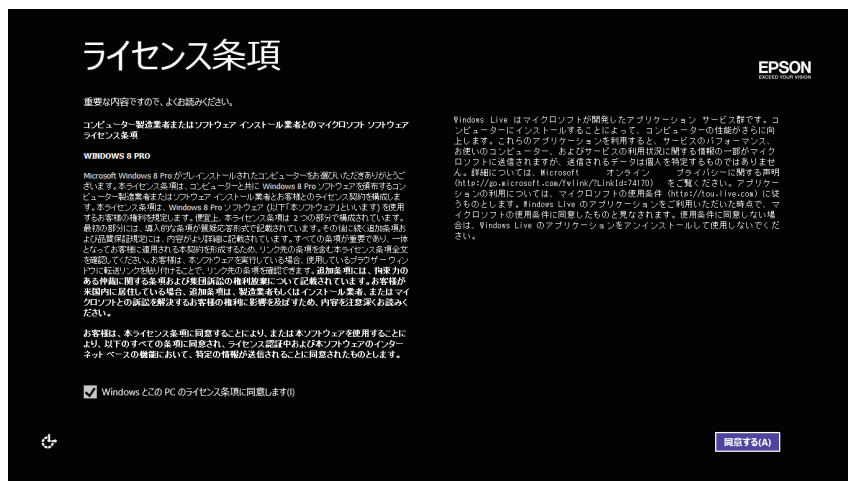 ライセンス条項
EPSON
EXCEED YOUR VISION
重要な内容ですので、よくお読みください。
コンピューター製造業者またはソフトウェア インストール業者とのマイクロソフト ソフトウェア
ライセンス条項
WINDOWS 8 PRO
Microsoft Windows 8 Pro がプレインストールされたコンピューターをお選びいただきありがとうご
ざいます。本ライセンス条項は、コンピューターと共に Windows 8 Pro ソフトウェアを頒布するコン
ピューター製造業者またはソフトウェア インストール業者とお客様とのライセンス契約を構成しま
す。本ライセンス条項は、Windows 8 Pro ソフトウェア (以下「本ソフトウェア」といいます) を使用
するお客様の権利を規定します。便宜上、本ライセンス条項は 2 つの部分で構成されています。
最初の部分には、導入的な条項が質疑応答形式で記載されています。その後に続く追加条項お
よび品質保証規定には、内容がより詳細に記載されています。すべての条項が重要であり、一体
となってお客様に適用される本契約を形成するため、リンク先の条項を含む本ライセンス条項全文
を確認してください。お客様は、本ソフトウェアを実行している場合、使用しているブラウザー ウィン
ドウに転送リンクを貼り付けることで、リンク先の条項を確認できます。追加条項には、拘束力の
ある仲裁に関する条項および集団訴訟の権利放棄について記載されています。お客様が
米国内に居住している場合、追加条項は、製造業者もしくはインストール業者、またはマイ
クロソフトとの訴訟を解決するお客様の権利に影響を及ぼすため、内容を注意深くお読みく
ださい。
お客様は、本ライセンス条項に同意することにより、または本ソフトウェアを使用することに
より、以下のすべての条項に同意され、ライセンス認証中および本ソフトウェアのインター
ネット ベースの機能において、特定の情報が送信されることに同意されたものとします。
Windows とこの PC のライセンス条項に同意します(I)
Windows Live はマイクロソフトが開発したアプリケーション サービス群です。コ
ンピューターにインストールすることによって、コンピューターの性能がさらに向
上します。これらのアプリケーションを利用すると、サービスのパフォーマンス、
お使いのコンピューター、およびサービスの利用状況に関する情報の一部がマイク
ロソフトに送信されますが、送信されるデータは個人を特定するものではありませ
ん。詳細については、Microsoft オンライン プライバシーに関する声明
(http://go.microsoft.com/fwlink/?LinkId=74170) をご覧ください。アプリケー
ションの利用については、マイクロソフトの使用条件 (http://tou.live.com) に従
うものとします。Windows Live のアプリケーションをご利用いただいた時点で、マ
イクロソフトの使用条件に同意したものと見なされます。使用条件に同意しない場
合は、Windows Live のアプリケーションをアンインストールして使用しないでくだ
さい。
同意する(A)